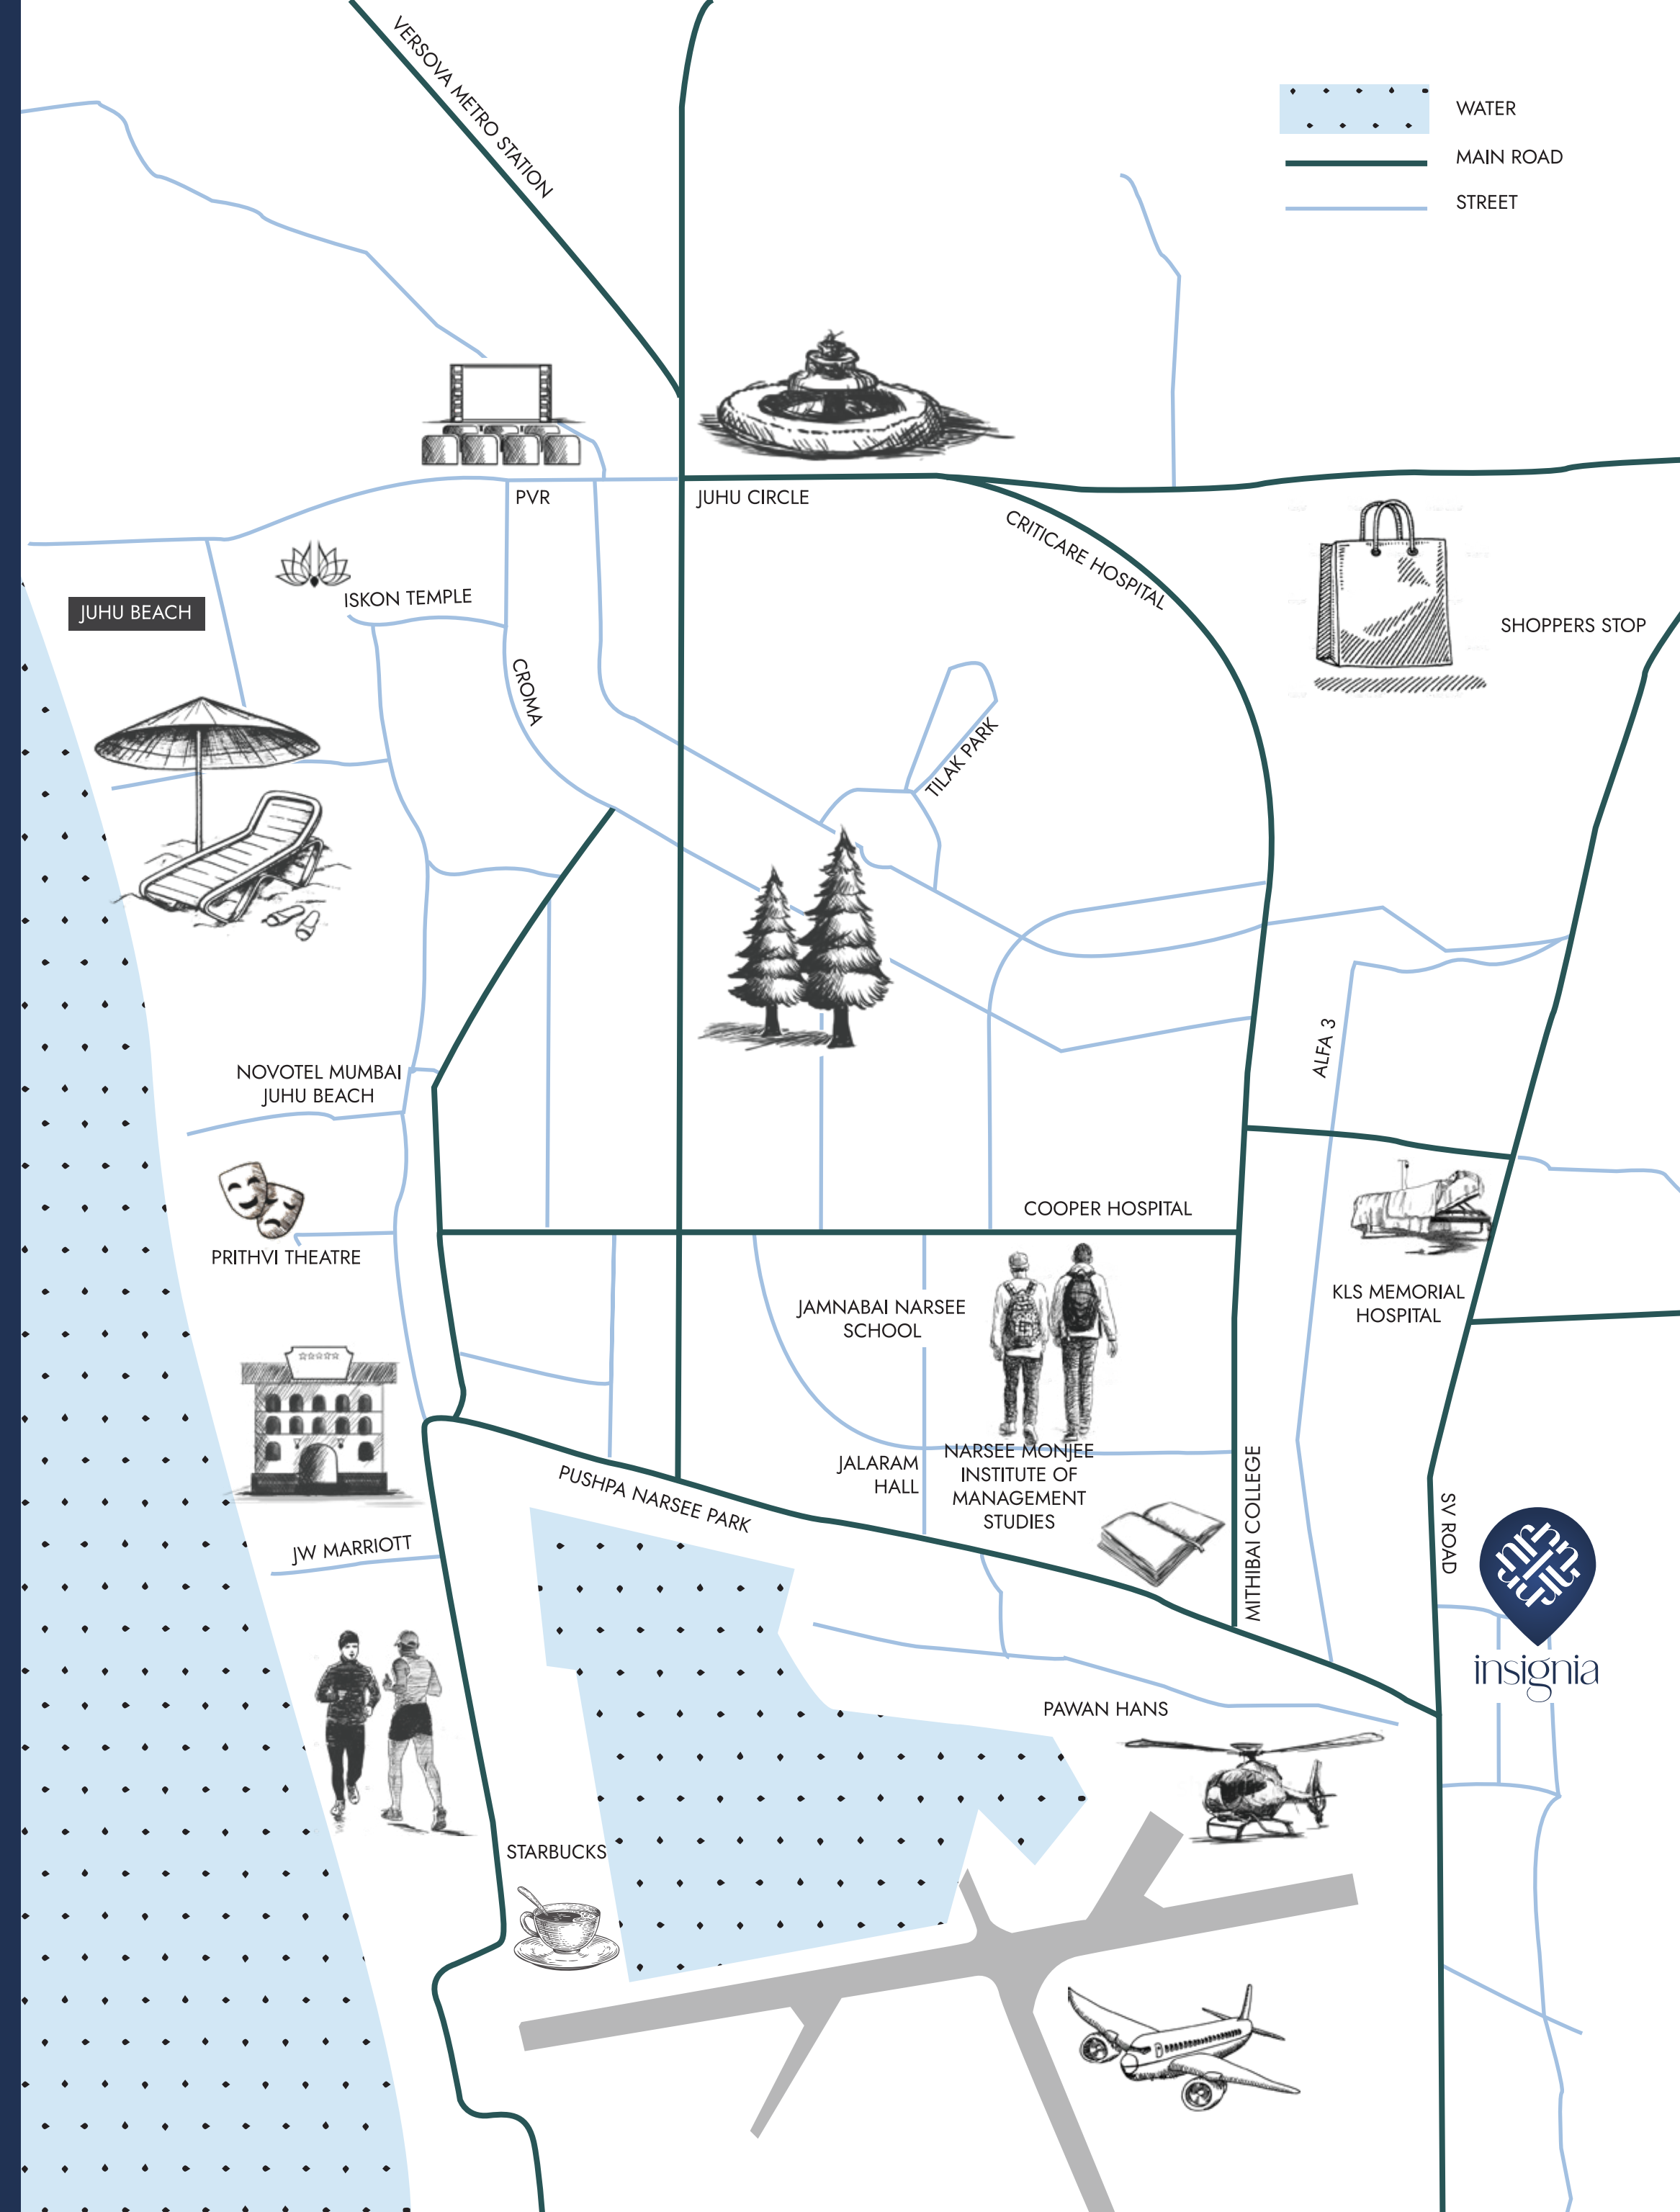 VERSOVA METRO STATION
WATER
MAIN ROAD
STREET
PVR
JUHU CIRCLE
CRITICARE HOSPITAL
ISKON TEMPLE
JUHU BEACH
SHOPPERS STOP
CROMA
TILAK PARK
ALFA 3
NOVOTEL MUMBAI
JUHU BEACH
COOPER HOSPITAL
PRITHVI THEATRE
JAMNABAI NARSEE
SCHOOL
KLS MEMORIAL
HOSPITAL
JALARAM
HALL
NARSEE MONJEE
INSTITUTE OF
MANAGEMENT
STUDIES
PUSHPA NARSEE PARK
MITHIBAI COLLEGE
SV ROAD
JW MARRIOTT
insignia
PAWAN HANS
STARBUCKS